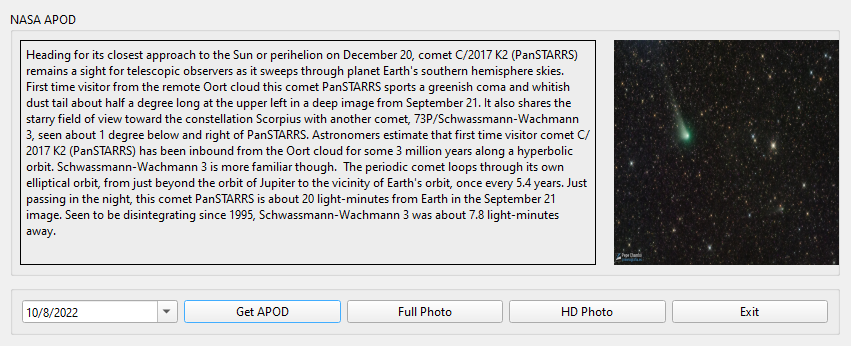 NASA APOD
Heading for its closest approach to the Sun or perihelion on December 20, comet C/2017 K2 (PanSTARRS)
remains a sight for telescopic observers as it sweeps through planet Earth's southern hemisphere skies.
First time visitor from the remote Oort cloud this comet PanSTARRS sports a greenish coma and whitish
dust tail about half a degree long at the upper left in a deep image from September 21. It also shares the
starry field of view toward the constellation Scorpius with another comet, 73P/Schwassmann-Wachmann
3, seen about 1 degree below and right of PanSTARRS. Astronomers estimate that first time visitor comet C/
2017 K2 (PanSTARRS) has been inbound from the Oort cloud for some 3 million years along a hyperbolic
orbit. Schwassmann-Wachmann 3 is more familiar though.  The periodic comet loops through its own
elliptical orbit, from just beyond the orbit of Jupiter to the vicinity of Earth's orbit, once every 5.4 years. Just
passing in the night, this comet PanSTARRS is about 20 light-minutes from Earth in the September 21
image. Seen to be disintegrating since 1995, Schwassmann-Wachmann 3 was about 7.8 light-minutes
away.
10/8/2022
Get APOD
Full Photo
HD Photo
Exit